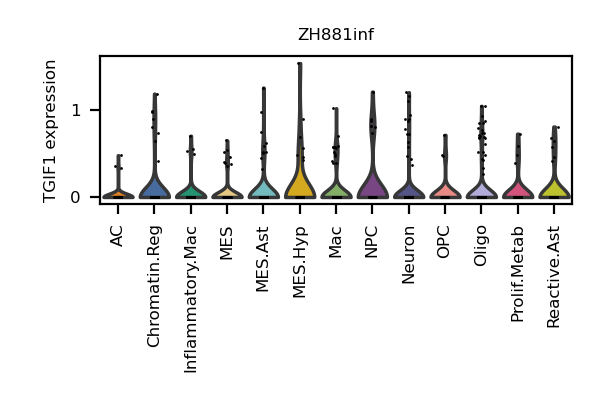 ZH881inf
TGIF1 expression
1
0
AC
Chromatin.Reg
Inflammatory.Mac
MES
MES.Ast
MES.Hyp
Mac
NPC
Neuron
OPC
Oligo
Prolif.Metab
Reactive.Ast